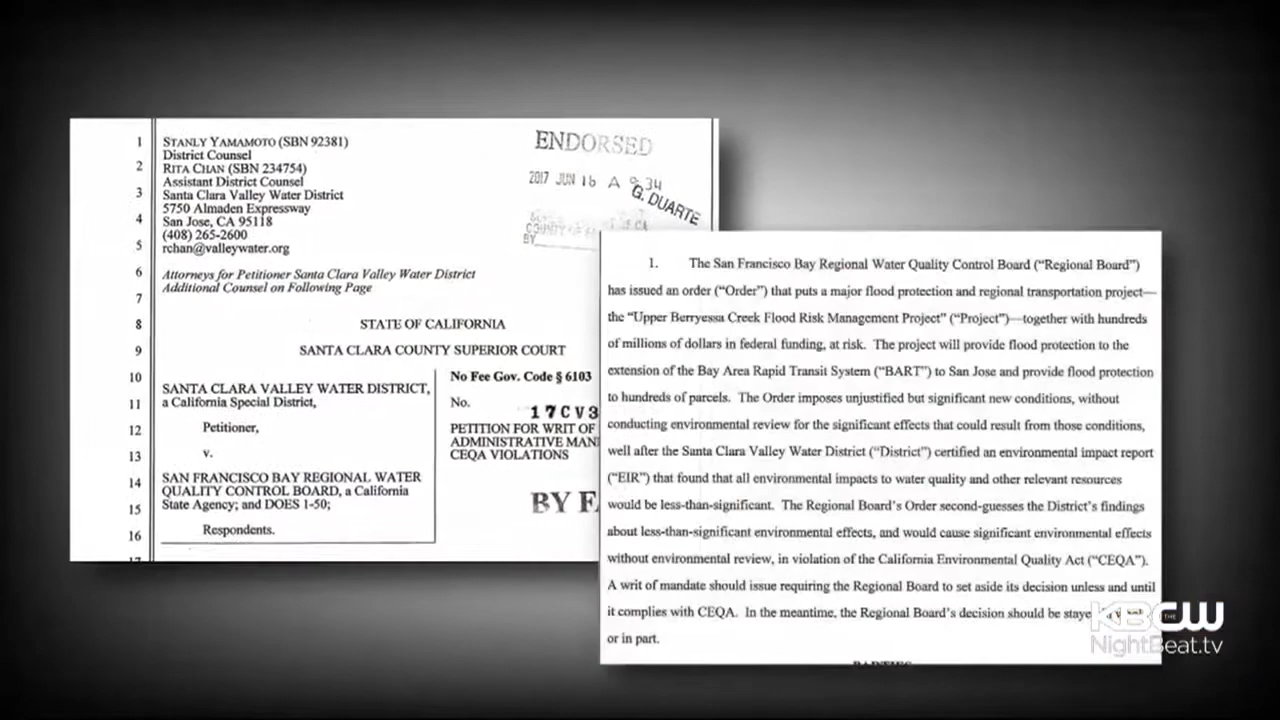 1 STANLY YAMAMOTO (SBN 92381)
District Counsel
2 RITA CHAN (SBN 234754)
Assistant District Counsel
3 Santa Clara Valley Water District
5750 Almaden Expressway
4 San Jose, CA 95118
(408) 265-2600
5 rchan@valleywater.org
6 Attorneys for Petitioner Santa Clara Valley Water District
7 Additional Counsel on Following Page
8 STATE OF CALIFORNIA
9 SANTA CLARA COUNTY SUPERIOR COURT
10 SANTA CLARA VALLEY WATER DISTRICT,
11 a California Special District,
12 Petitioner,
13 v.
14 SAN FRANCISCO BAY REGIONAL WATER
QUALITY CONTROL BOARD, a California
15 State Agency; and DOES 1-50;
16 Respondents.
ENDORSED
2017 JUN 16 A 9:34
G. DUARTE
BY
No Fee Gov. Code § 6103
No. 17CV3
PETITION FOR WRIT OF
ADMINISTRATIVE MAN
CEQA VIOLATIONS
BY FA
1. The San Francisco Bay Regional Water Quality Control Board (“Regional Board”)
has issued an order (“Order”) that puts a major flood protection and regional transportation project—
the “Upper Berryessa Creek Flood Risk Management Project” (“Project”)—together with hundreds
of millions of dollars in federal funding, at risk. The project will provide flood protection to the
extension of the Bay Area Rapid Transit System (“BART”) to San Jose and provide flood protection
to hundreds of parcels. The Order imposes unjustified but significant new conditions, without
conducting environmental review for the significant effects that could result from those conditions,
well after the Santa Clara Valley Water District (“District”) certified an environmental impact report
(“EIR”) that found that all environmental impacts to water quality and other relevant resources
would be less-than-significant. The Regional Board’s Order second-guesses the District’s findings
about less-than-significant environmental effects, and would cause significant environmental effects
without environmental review, in violation of the California Environmental Quality Act (“CEQA”).
A writ of mandate should issue requiring the Regional Board to set aside its decision unless and until
it complies with CEQA. In the meantime, the Regional Board’s decision should be staye
or in part.
KBCW
THE
NightBeat.tv